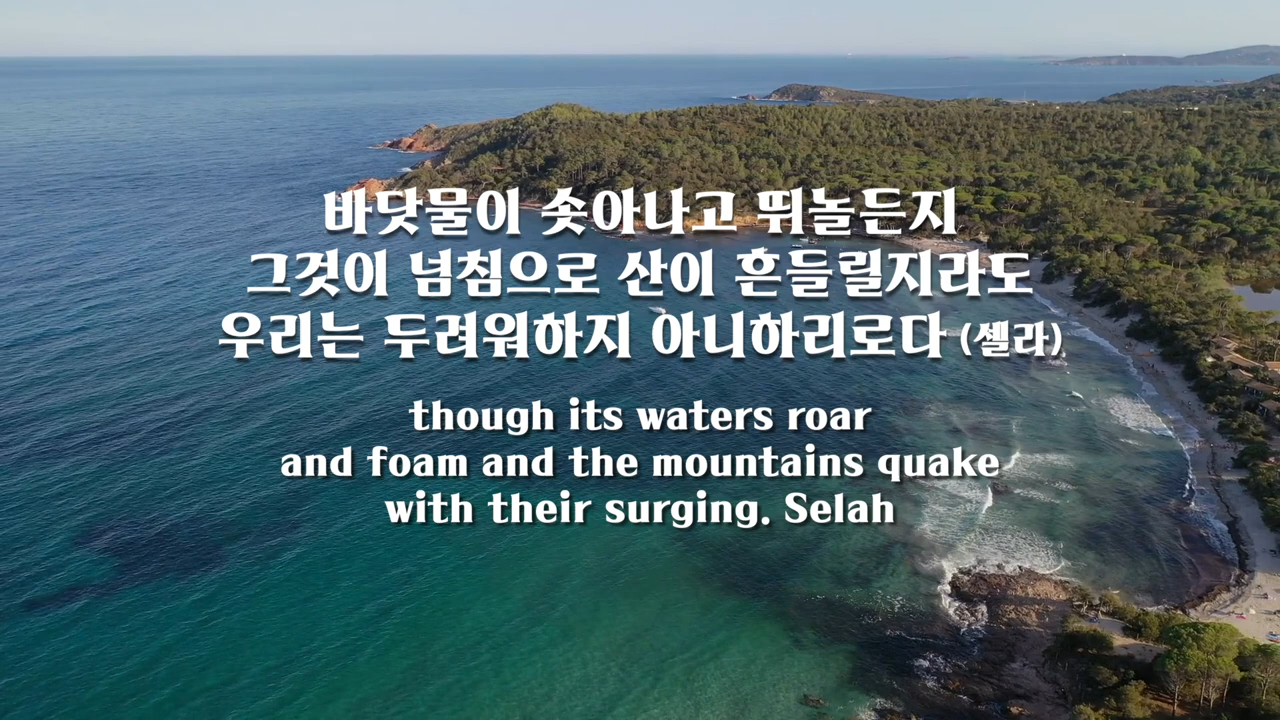 바닷물이 솟아나고 뛰놀든지
그것이 넘침으로 산이 흔들릴지라도
우리는 두려워하지 아니하리로다 (셀라)
though its waters roar
and foam and the mountains quake
with their surging. Selah